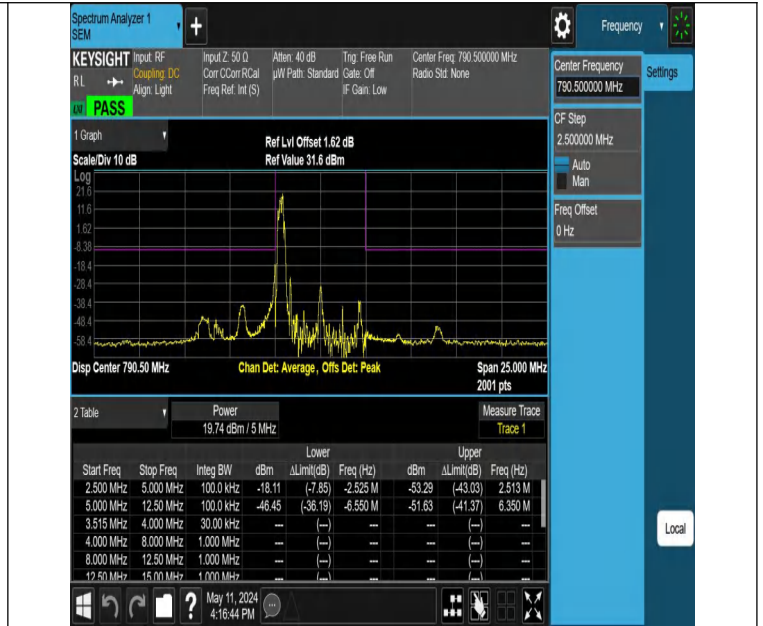 Spectrum Analyzer 1
SEM
+
Frequency
KEYSIGHT
RL
LXI
PASS
Input: RF
Coupling: DC
Align: Light
Input Z: 50 Ω
Corr CCorr RCal
Freq Ref: Int (S)
Atten: 40 dB
µW Path: Standard
Trig: Free Run
Gate: Off
IF Gain: Low
Center Freq: 790.500000 MHz
Radio Std: None
Center Frequency
790.500000 MHz
Settings
CF Step
2.500000 MHz
Auto
Man
Freq Offset
0 Hz
Local
1 Graph
Scale/Div 10 dB
Ref Lvl Offset 1.62 dB
Ref Value 31.6 dBm
Log
21.6
11.6
1.62
-8.38
-18.4
-28.4
-38.4
-48.4
-58.4
Disp Center 790.50 MHz
Chan Det: Average, Offs Det: Peak
Span 25.000 MHz
2001 pts
2 Table
Power
19.74 dBm / 5 MHz
Measure Trace
Trace 1
Lower Upper
Start Freq Stop Freq Integ BW dBm ΔLimit(dB) Freq (Hz) dBm ΔLimit(dB) Freq (Hz)
2.500 MHz 5.000 MHz 100.0 kHz -18.11 (-7.85) -2.525 M -53.29 (-43.03) 2.513 M
5.000 MHz 12.50 MHz 100.0 kHz -46.45 (-36.19) -6.550 M -51.63 (-41.37) 6.350 M
3.515 MHz 4.000 MHz 30.00 kHz --- (---) --- --- (---) ---
4.000 MHz 8.000 MHz 1.000 MHz --- (---) --- --- (---) ---
8.000 MHz 12.50 MHz 1.000 MHz --- (---) --- --- (---) ---
12.50 MHz 15.00 MHz 1.000 MHz --- (---) --- --- (---) ---
?
May 11, 2024
4:16:44 PM